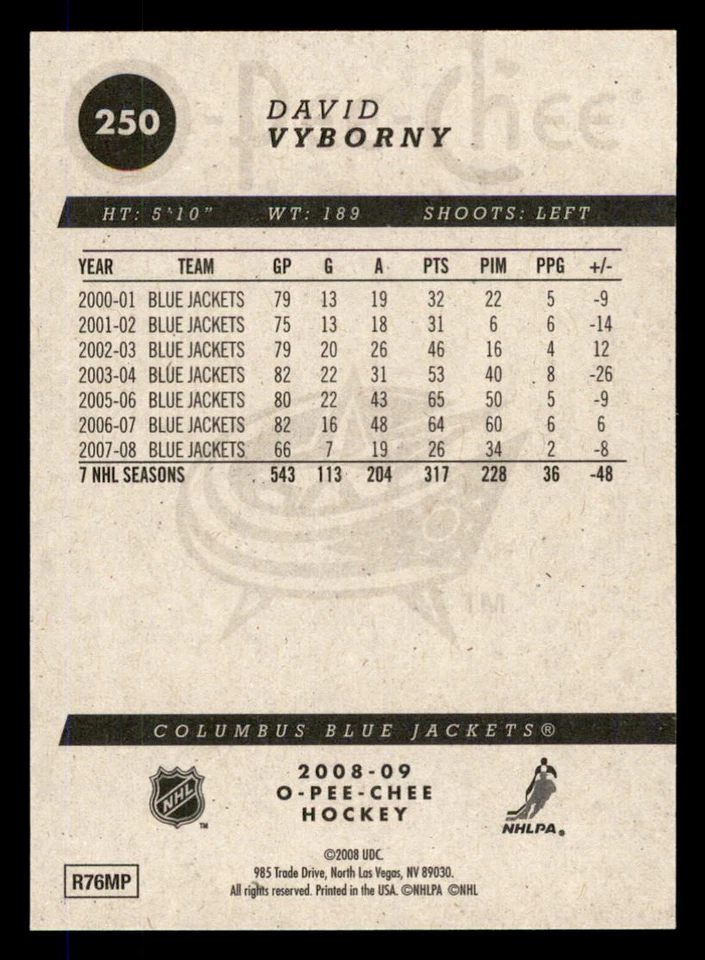 O-Pee-Chee®
250
DAVID
VYBORNY
HT: 5'10" WT: 189 SHOOTS: LEFT
YEAR TEAM GP G A PTS PIM PPG +/-
2000-01 BLUE JACKETS 79 13 19 32 22 5 -9
2001-02 BLUE JACKETS 75 13 18 31 6 6 -14
2002-03 BLUE JACKETS 79 20 26 46 16 4 12
2003-04 BLUE JACKETS 82 22 31 53 40 8 -26
2005-06 BLUE JACKETS 80 22 43 65 50 5 -9
2006-07 BLUE JACKETS 82 16 48 64 60 6 6
2007-08 BLUE JACKETS 66 7 19 26 34 2 -8
7 NHL SEASONS 543 113 204 317 228 36 -48
TM
COLUMBUS BLUE JACKETS®
NHL
TM
2008-09
O-PEE-CHEE
HOCKEY
NHLPA®
©2008 UDC.
985 Trade Drive, North Las Vegas, NV 89030.
All rights reserved. Printed in the USA. ©NHLPA ©NHL
R76MP